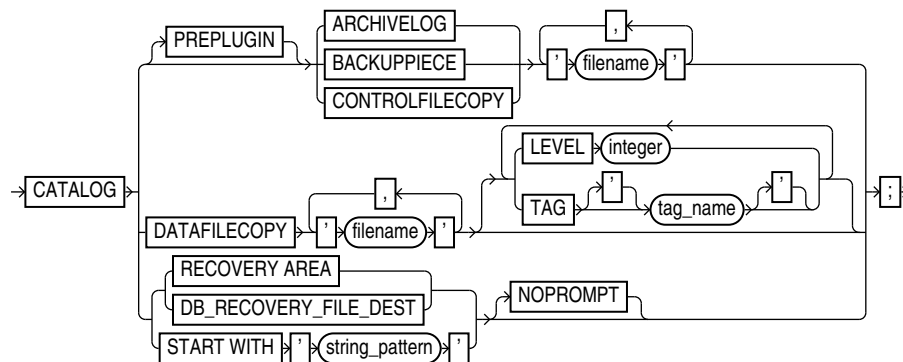 ARCHIVELOG ,
PREPLUGIN BACKUPPIECE ' filename '
CONTROLFILECOPY
LEVEL integer
CATALOG , TAG ' tag_name ' ;
DATAFILECOPY ' filename '
RECOVERY AREA
DB_RECOVERY_FILE_DEST NOPROMPT
START WITH ' string_pattern '